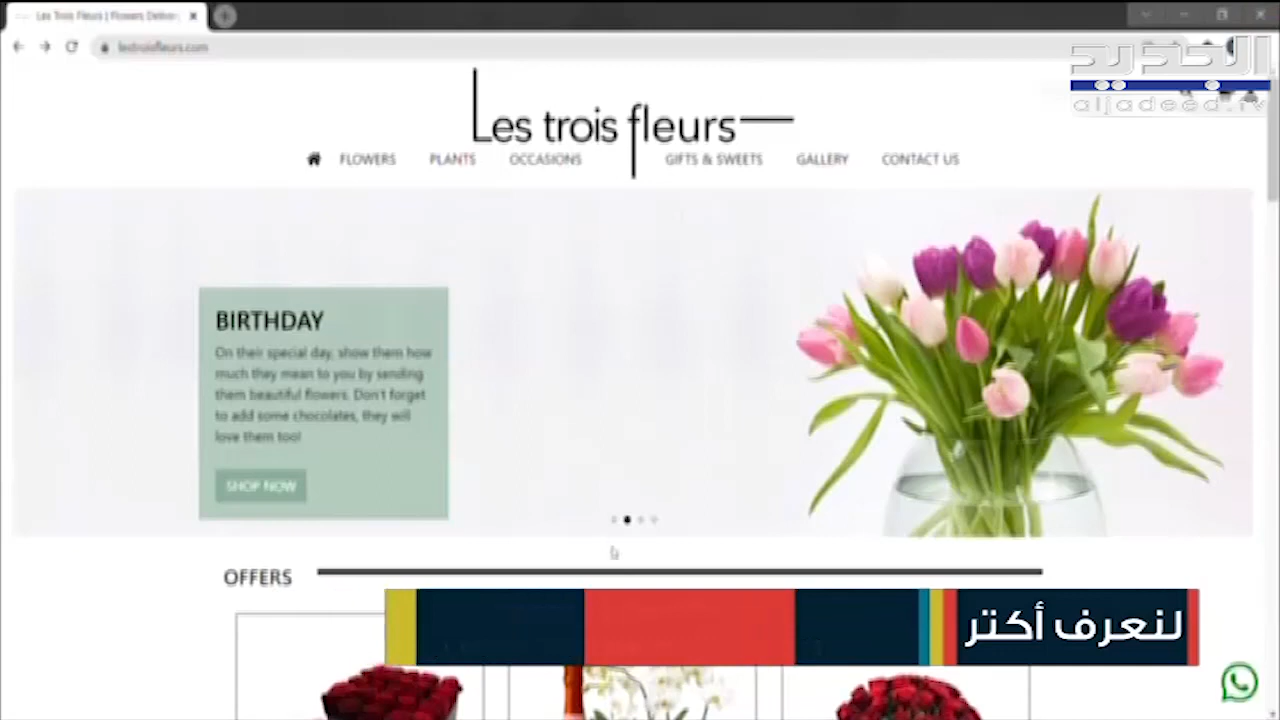 Les Trois Fleurs | Flowers Deliver
lestroisfleurs.com
الجديد
aljadeed.tv
Les trois fleurs
FLOWERS PLANTS OCCASIONS GIFTS & SWEETS GALLERY CONTACT US
BIRTHDAY
On their special day, show them how
much they mean to you by sending
them beautiful flowers. Don't forget
to add some chocolates, they will
love them too!
SHOP NOW
OFFERS
لنعرف أكتر